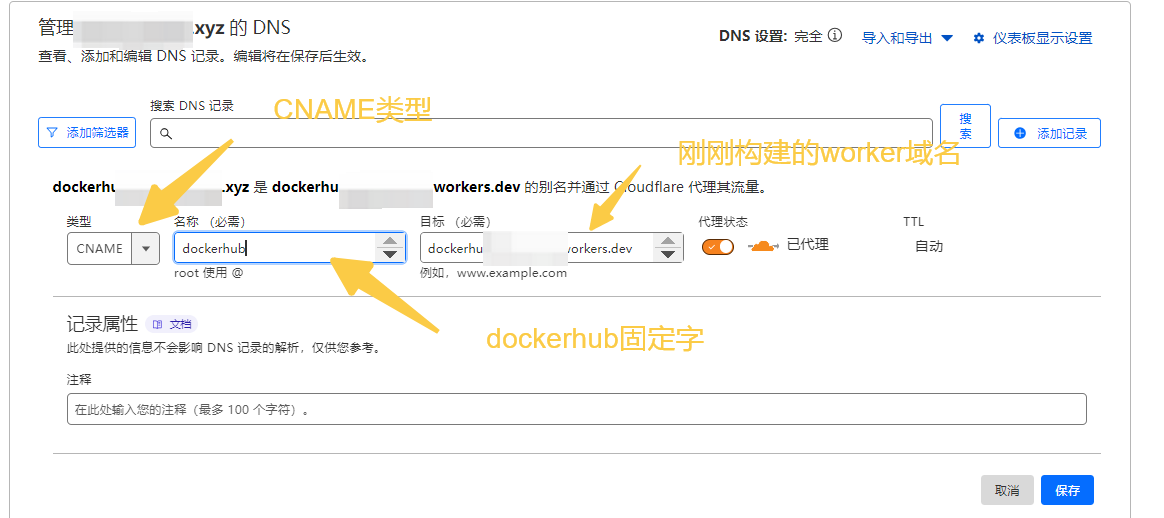 管理 .xyz 的 DNS
查看、添加和编辑 DNS 记录。编辑将在保存后生效。
DNS 设置: 完全
导入和导出
仪表板显示设置
CNAME类型
搜索 DNS 记录
添加筛选器
搜索
添加记录
刚刚构建的worker域名
dockerhu .xyz 是 dockerhu workers.dev 的别名并通过 Cloudflare 代理其流量。
类型
名称 （必需）
目标 （必需）
代理状态
TTL
CNAME
dockerhub
dockerhu workers.dev
已代理
自动
root 使用 @
例如，www.example.com
dockerhub固定字
记录属性
文档
此处提供的信息不会影响 DNS 记录的解析，仅供您参考。
注释
在此处输入您的注释（最多 100 个字符）。
取消
保存